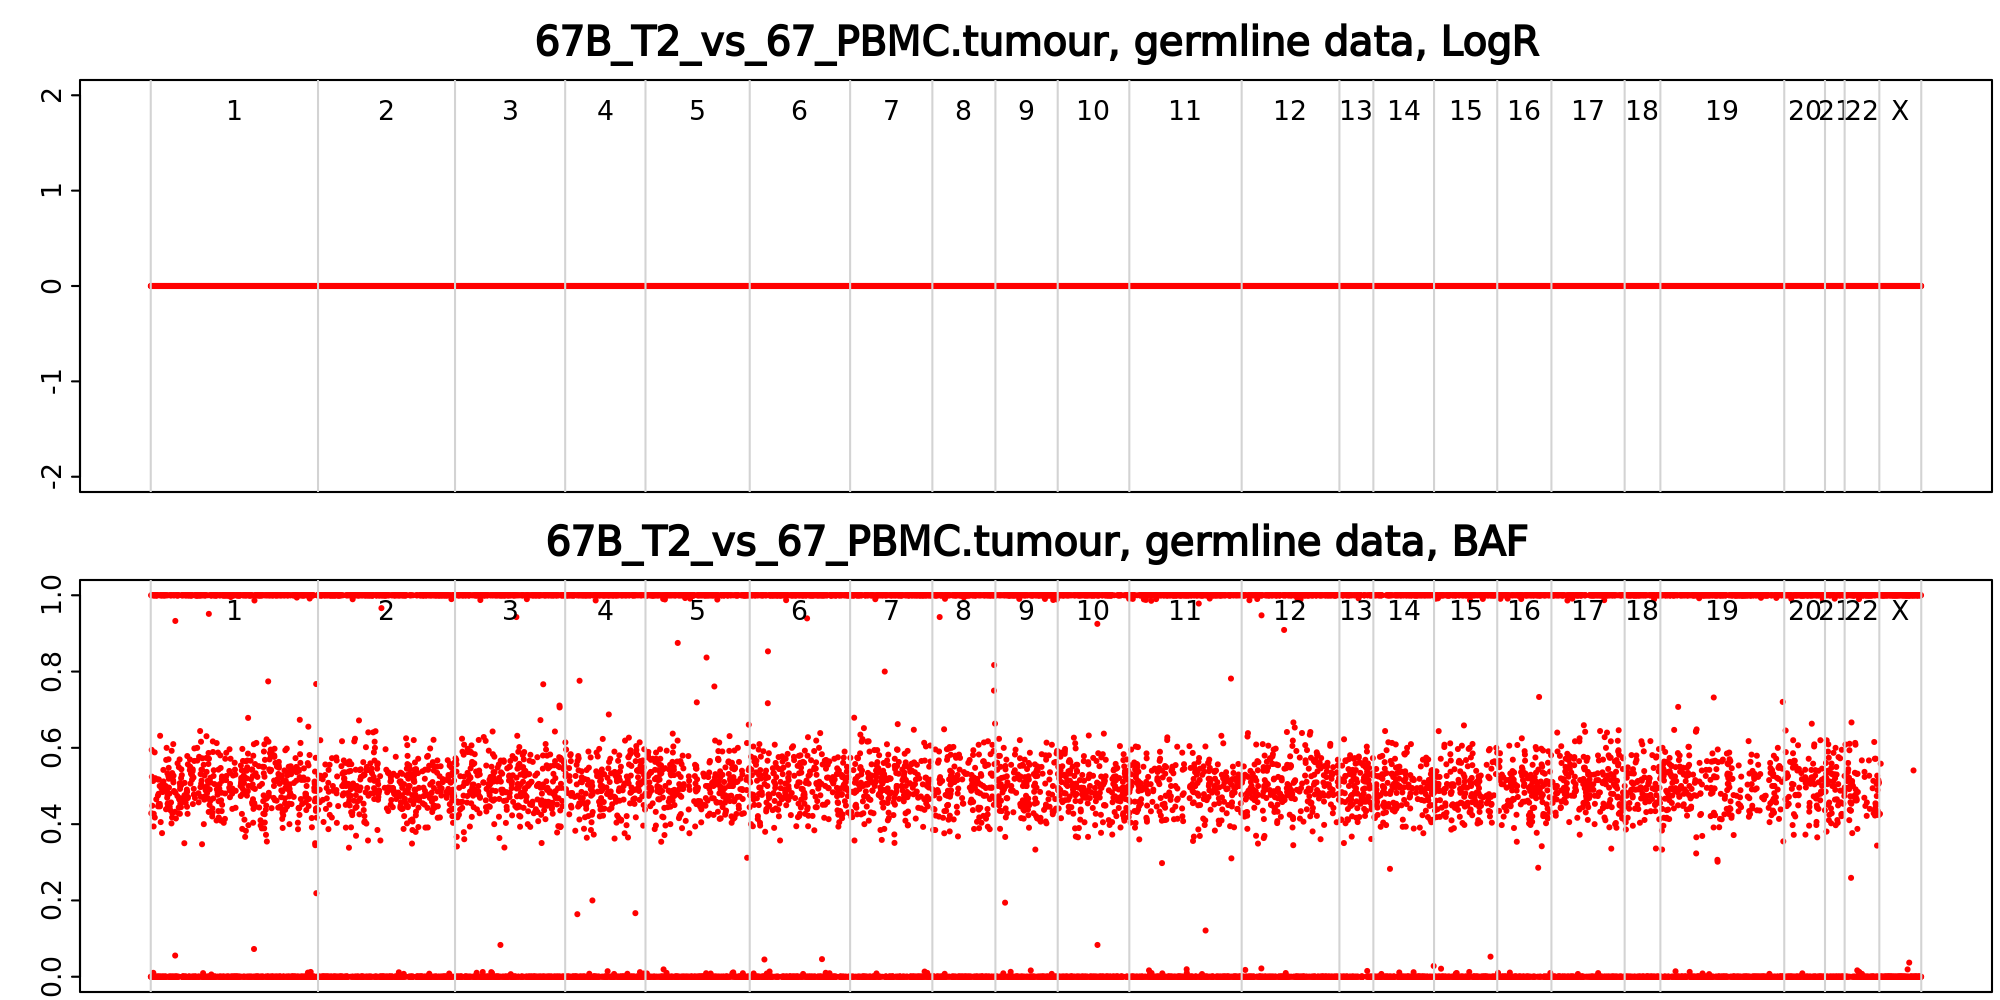 67B_T2_vs_67_PBMC.tumour, germline data, LogR
2
1 2 3 4 5 6 7 8 9 10 11 12 13 14 15 16 17 18 19 20 21 22 X
1
0
-1
-2
67B_T2_vs_67_PBMC.tumour, germline data, BAF
1.0
1 2 3 4 5 6 7 8 9 10 11 12 13 14 15 16 17 18 19 20 21 22 X
0.8
0.6
0.4
0.2
0.0